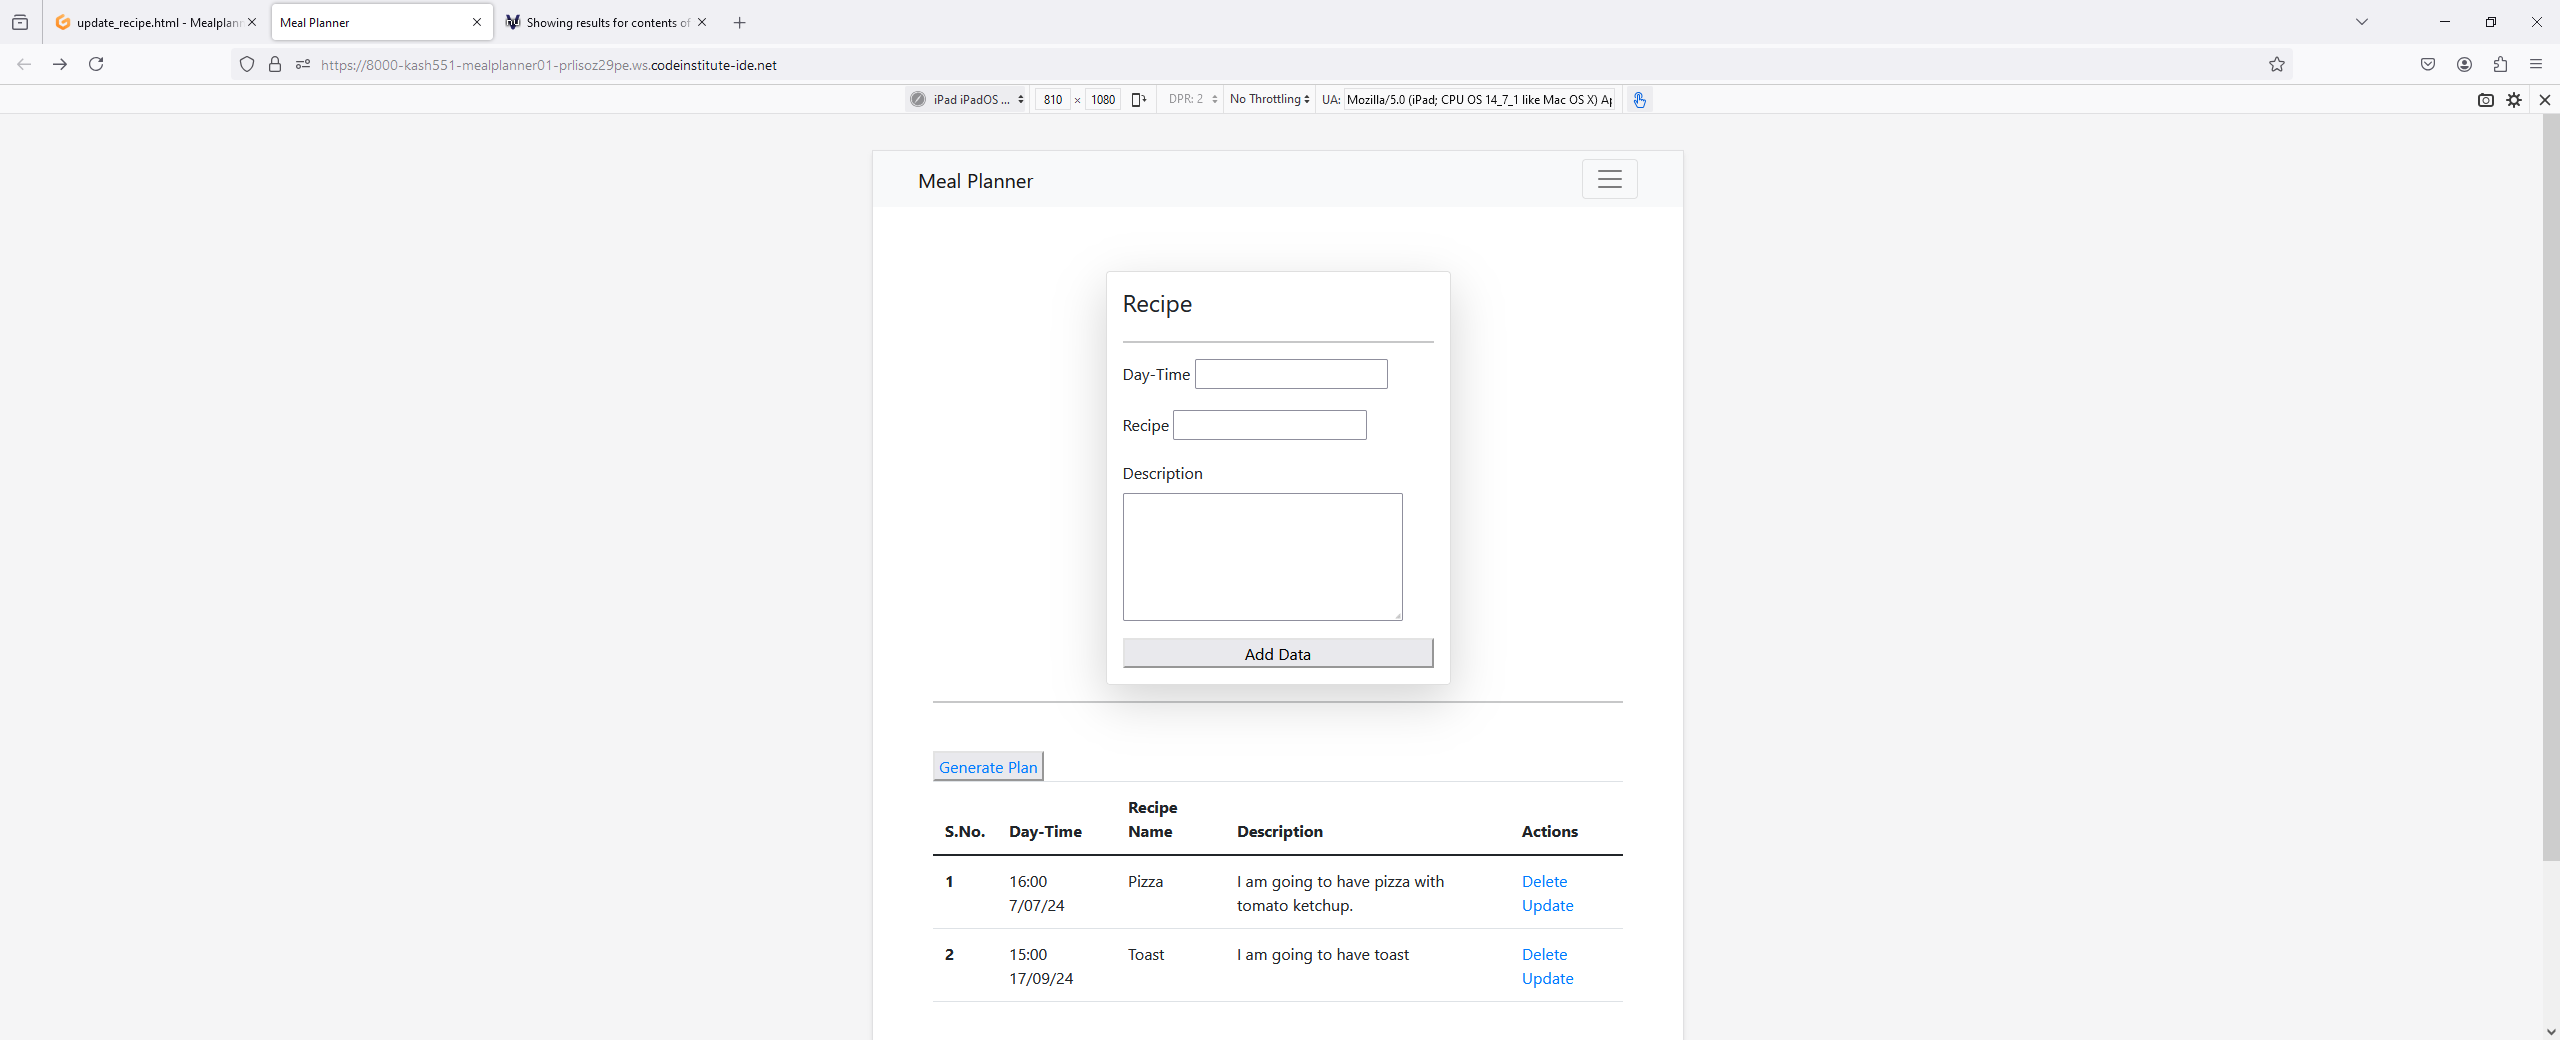 update_recipe.html - Mealplann
Meal Planner
Showing results for contents of
https://8000-kash551-mealplanner01-prlisoz29pe.ws.codeinstitute-ide.net
iPad iPadOS ... 810 × 1080 DPR: 2 No Throttling UA: Mozilla/5.0 (iPad; CPU OS 14_7_1 like Mac OS X) Ap
Meal Planner
Recipe
Day-Time
Recipe
Description
Add Data
Generate Plan
S.No. Day-Time Recipe Name Description Actions
1 16:00 7/07/24 Pizza I am going to have pizza with tomato ketchup. Delete Update
2 15:00 17/09/24 Toast I am going to have toast Delete Update